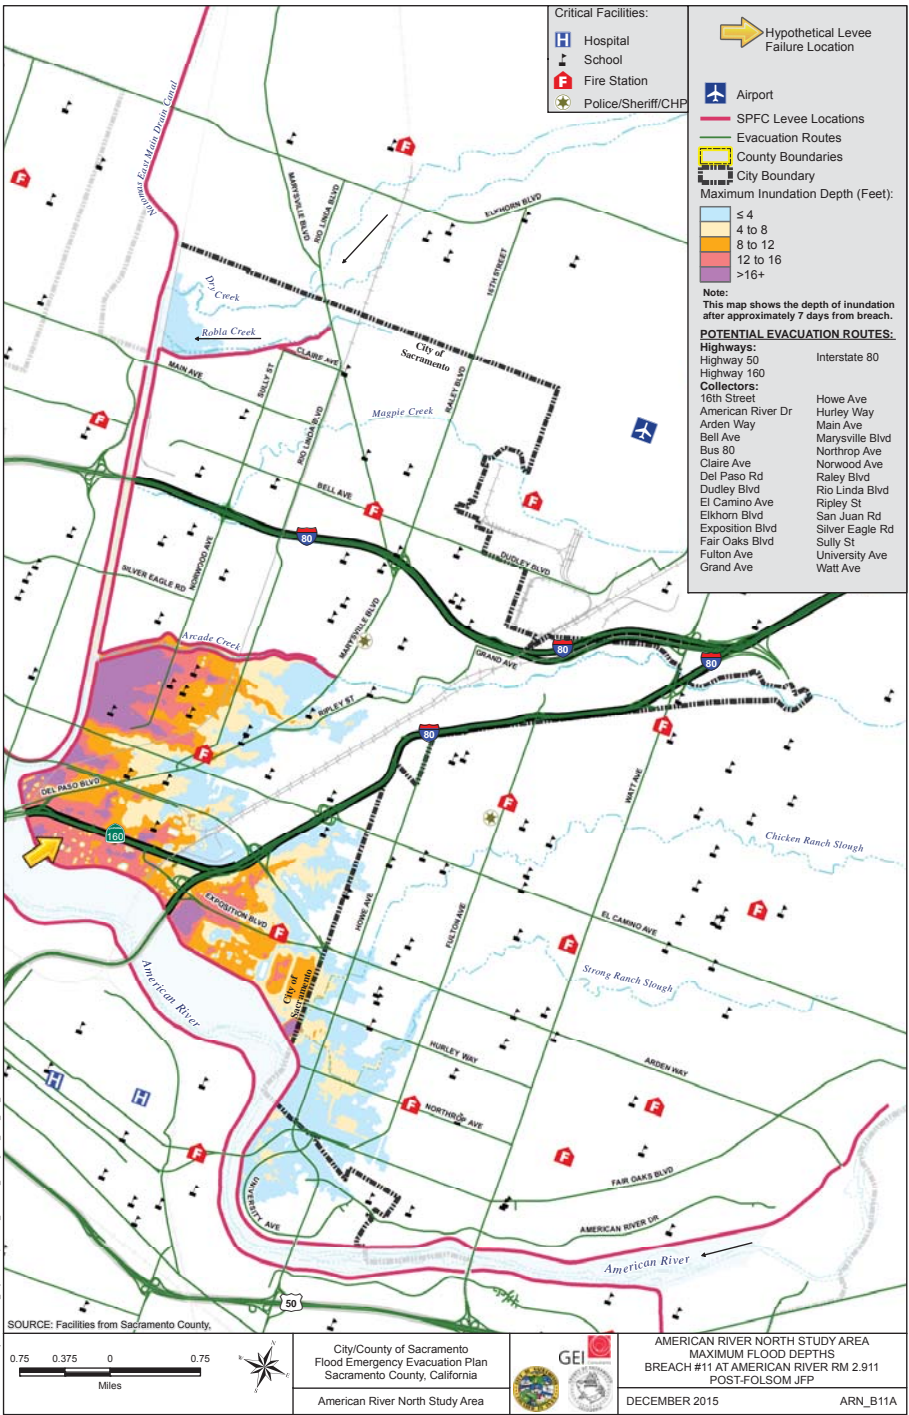 Critical Facilities:
H Hospital
School
F Fire Station
Police/Sheriff/CHP
Hypothetical Levee
Failure Location
Airport
SPFC Levee Locations
Evacuation Routes
County Boundaries
City Boundary
Maximum Inundation Depth (Feet):
≤ 4
4 to 8
8 to 12
12 to 16
>16+
Note:
This map shows the depth of inundation
after approximately 7 days from breach.
POTENTIAL EVACUATION ROUTES:
Highways:
Highway 50
Highway 160
Interstate 80
Collectors:
16th Street
American River Dr
Arden Way
Bell Ave
Bus 80
Claire Ave
Del Paso Rd
Dudley Blvd
El Camino Ave
Elkhorn Blvd
Exposition Blvd
Fair Oaks Blvd
Fulton Ave
Grand Ave
Howe Ave
Hurley Way
Main Ave
Marysville Blvd
Northrop Ave
Norwood Ave
Raley Blvd
Rio Linda Blvd
Ripley St
San Juan Rd
Silver Eagle Rd
Sully St
University Ave
Watt Ave
Natomas East Main Drain Canal
MARYSVILLE BLVD
RIO LINDA BLVD
ELKHORN BLVD
16TH STREET
Dry
Creek
Robla Creek
CLAIRE AVE
City of
Sacramento
MAIN AVE
SULLY ST
RIO LINDA BLVD
RALEY BLVD
Magpie Creek
BELL AVE
80
DUDLEY BLVD
NORWOOD AVE
SILVER EAGLE RD
MARYSVILLE BLVD
Arcade Creek
GRAND AVE
80
80
RIPLEY ST
80
DEL PASO BLVD
WATT AVE
160
Chicken Ranch Slough
EXPOSITION BLVD
HOWE AVE
FULTON AVE
EL CAMINO AVE
Strong Ranch Slough
American River
City of
Sacramento
HURLEY WAY
ARDEN WAY
H
H
NORTHROP AVE
FAIR OAKS BLVD
UNIVERSITY AVE
AMERICAN RIVER DR
American River
50
SOURCE: Facilities from Sacramento County,
0.75 0.375 0 0.75
Miles
N
E
S
W
City/County of Sacramento
Flood Emergency Evacuation Plan
Sacramento County, California
American River North Study Area
GEI
AMERICAN RIVER NORTH STUDY AREA
MAXIMUM FLOOD DEPTHS
BREACH #11 AT AMERICAN RIVER RM 2.911
POST-FOLSOM JFP
DECEMBER 2015 ARN_B11A